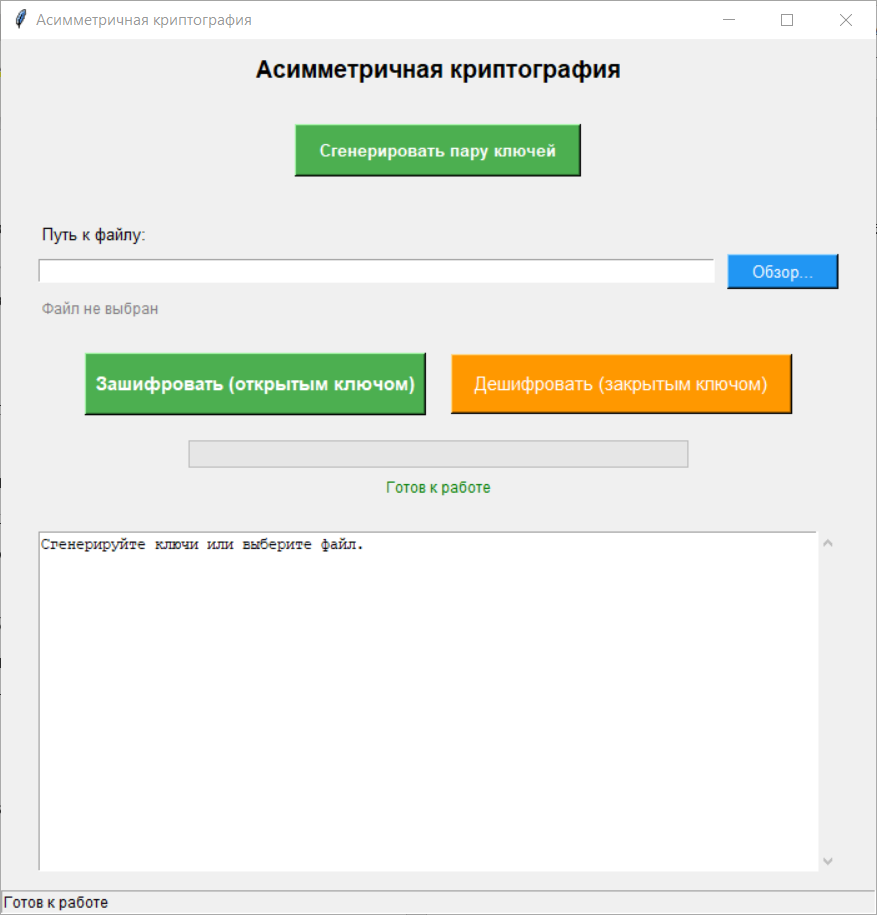 Асимметричная криптография
Асимметричная криптография
Сгенерировать пару ключей
Путь к файлу:
Обзор...
Файл не выбран
Зашифровать (открытым ключом)
Дешифровать (закрытым ключом)
Готов к работе
Сгенерируйте ключи или выберите файл.
Готов к работе